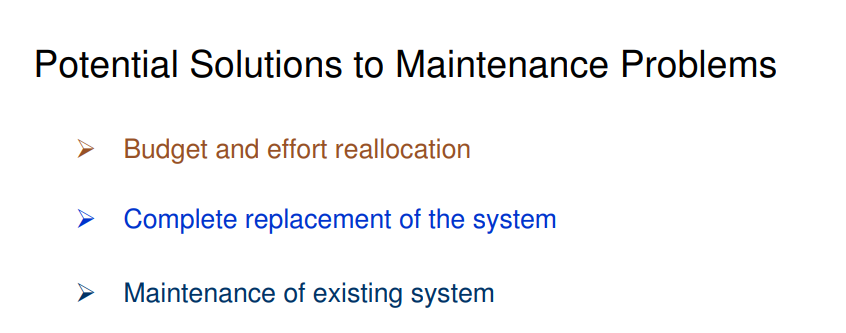 Potential Solutions to Maintenance Problems
➢ Budget and effort reallocation
➢ Complete replacement of the system
➢ Maintenance of existing system